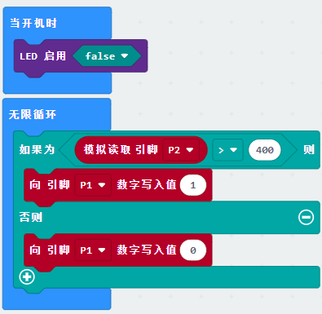 当开机时
LED 启用 false
无限循环
如果为 模拟读取 引脚 P2 > 400 则
向 引脚 P1 数字写入值 1
否则
向 引脚 P1 数字写入值 0